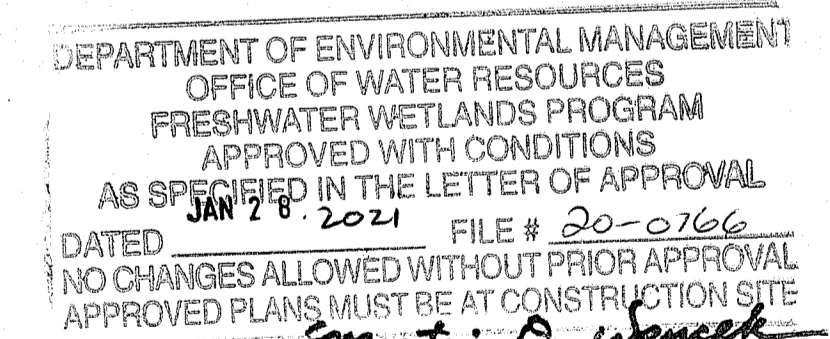 DEPARTMENT OF ENVIRONMENTAL MANAGEMENT
OFFICE OF WATER RESOURCES
FRESHWATER WETLANDS PROGRAM
APPROVED WITH CONDITIONS
AS SPECIFIED IN THE LETTER OF APPROVAL
DATED JAN 28. 2021 FILE # 20-0766
NO CHANGES ALLOWED WITHOUT PRIOR APPROVAL
APPROVED PLANS MUST BE AT CONSTRUCTION SITE